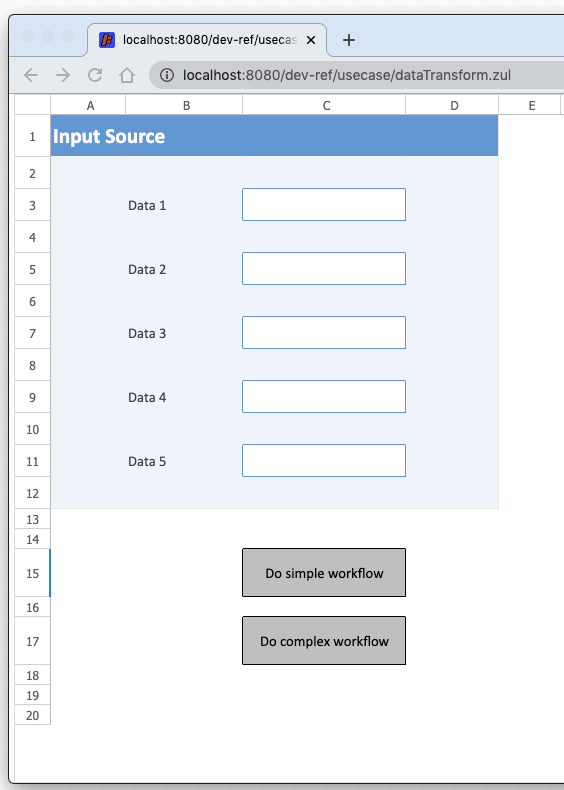 localhost:8080/dev-ref/usecas
localhost:8080/dev-ref/usecase/dataTransform.zul
A B C D E
1 Input Source
2
3 Data 1
4
5 Data 2
6
7 Data 3
8
9 Data 4
10
11 Data 5
12
13
14
15 Do simple workflow
16
17 Do complex workflow
18
19
20